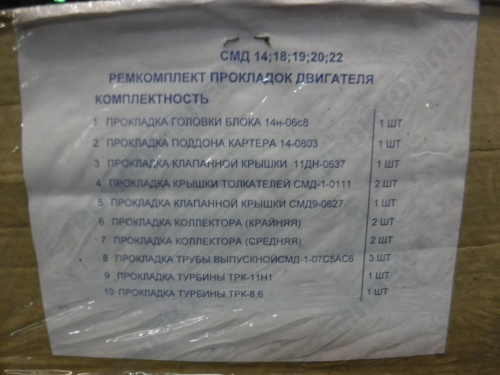 СМД 14;18;19;20;22
РЕМКОМПЛЕКТ ПРОКЛАДОК ДВИГАТЕЛЯ
КОМПЛЕКТНОСТЬ
1 ПРОКЛАДКА ГОЛОВКИ БЛОКА 14н-06с8 1 ШТ
2 ПРОКЛАДКА ПОДДОНА КАРТЕРА 14-0803 1 ШТ
3 ПРОКЛАДКА КЛАПАННОЙ КРЫШКИ 11ДН-0637 1 ШТ
4 ПРОКЛАДКА КРЫШКИ ТОЛКАТЕЛЕЙ СМД-1-0111 2 ШТ
5 ПРОКЛАДКА КЛАПАННОЙ КРЫШКИ СМД9-0627 1 ШТ
6 ПРОКЛАДКА КОЛЛЕКТОРА (КРАЙНЯЯ) 2 ШТ
7 ПРОКЛАДКА КОЛЛЕКТОРА (СРЕДНЯЯ) 2 ШТ
8 ПРОКЛАДКА ТРУБЫ ВЫПУСКНОЙСМД-1-07С5АС6 3 ШТ
9 ПРОКЛАДКА ТУРБИНЫ ТРК-11Н1 1 ШТ
10 ПРОКЛАДКА ТУРБИНЫ ТРК-8,6 1 ШТ